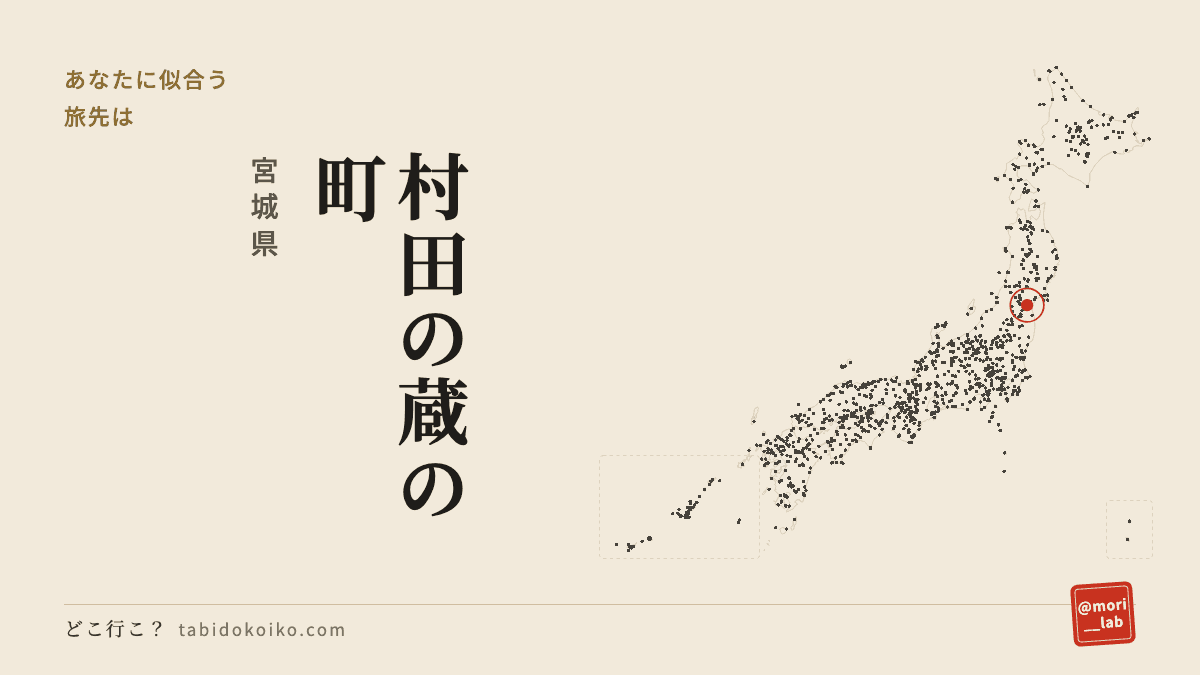 あなたに似合う
旅先は
村田の蔵の
町
宮城県
どこ行こ？ tabidokoiko.com
@mori
__lab